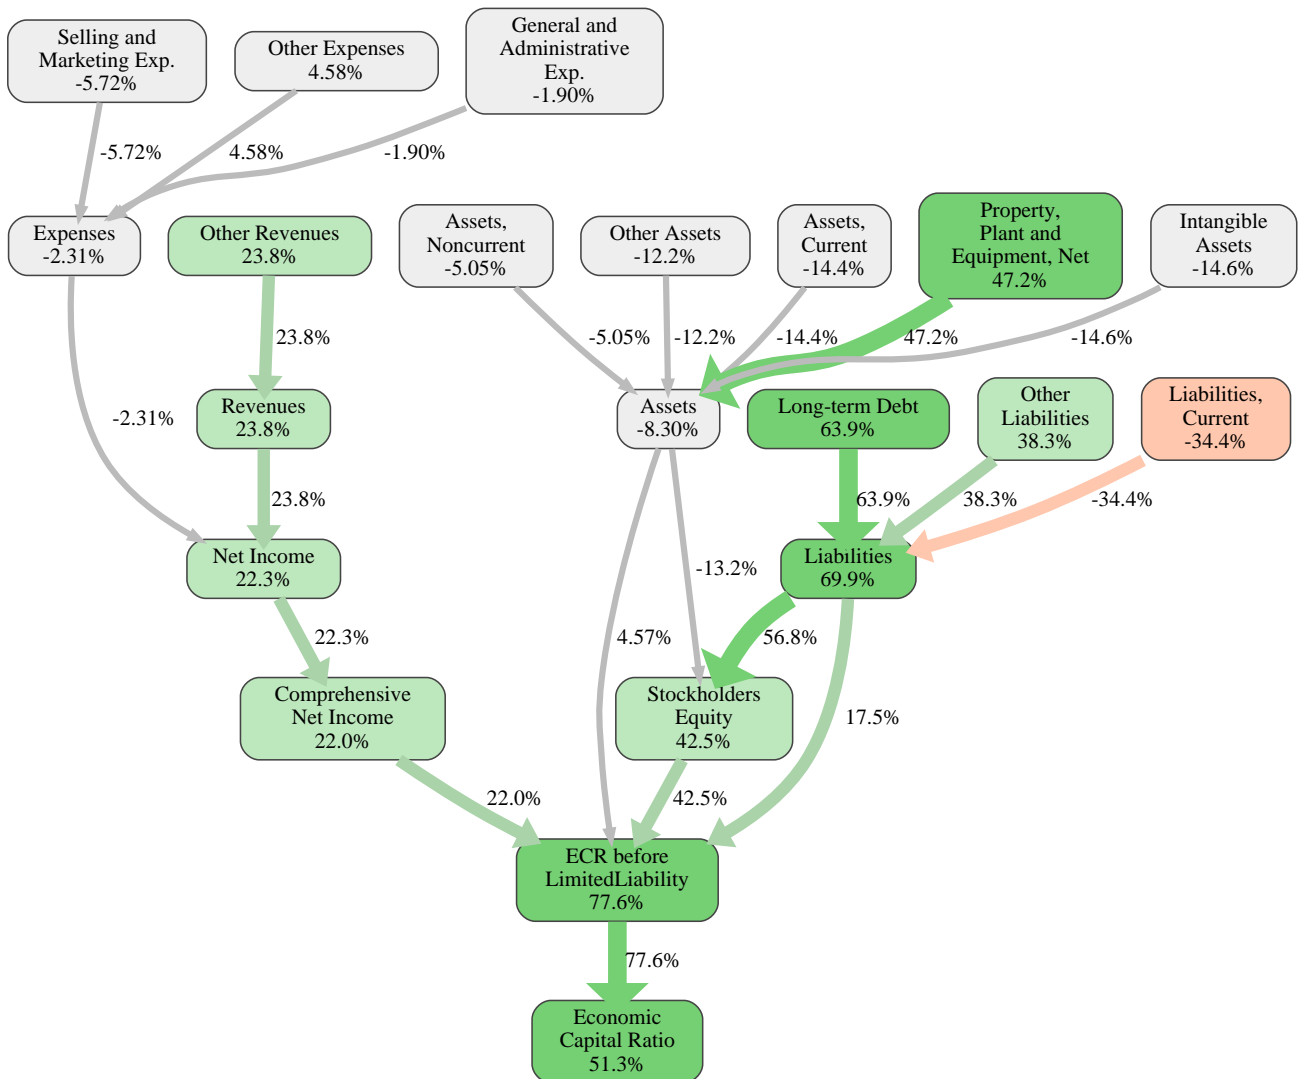 Selling and
Marketing Exp.
-5.72%
Other Expenses
4.58%
General and
Administrative
Exp.
-1.90%
-5.72%
4.58%
-1.90%
Expenses
-2.31%
Other Revenues
23.8%
Assets,
Noncurrent
-5.05%
Other Assets
-12.2%
Assets,
Current
-14.4%
Property,
Plant and
Equipment, Net
47.2%
Intangible
Assets
-14.6%
23.8%
-5.05%
-12.2%
-14.4%
47.2%
-14.6%
-2.31%
Revenues
23.8%
Assets
-8.30%
Long-term Debt
63.9%
Other
Liabilities
38.3%
Liabilities,
Current
-34.4%
23.8%
63.9%
38.3%
-34.4%
Net Income
22.3%
Liabilities
69.9%
-13.2%
22.3%
4.57%
56.8%
Comprehensive
Net Income
22.0%
Stockholders
Equity
42.5%
17.5%
22.0%
42.5%
ECR before
LimitedLiability
77.6%
77.6%
Economic
Capital Ratio
51.3%